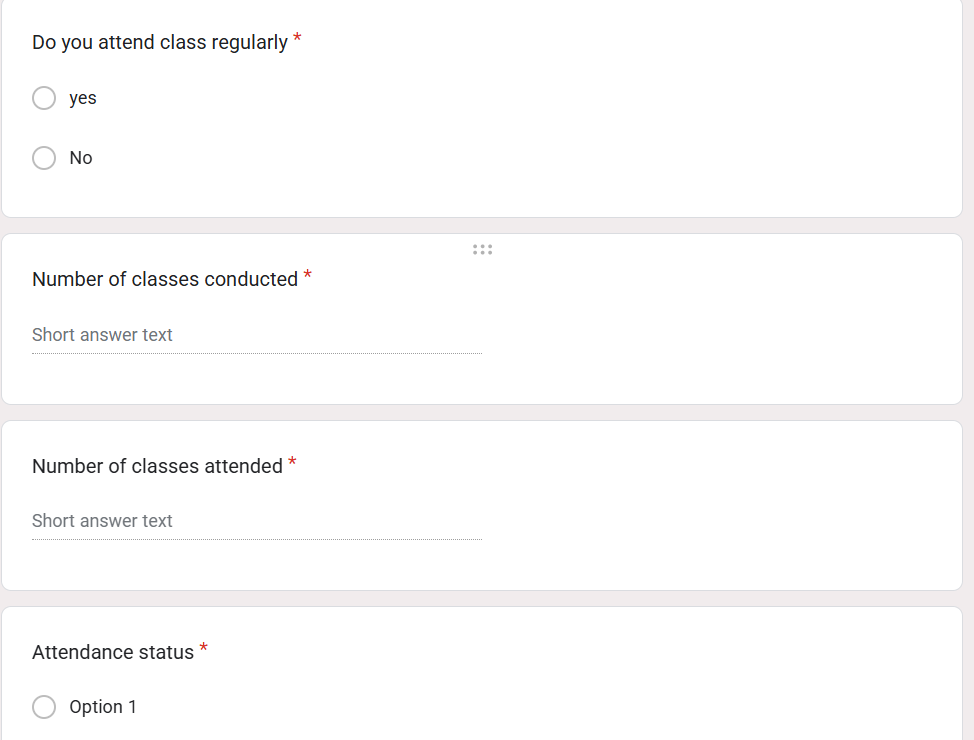 Do you attend class regularly *
yes
No
Number of classes conducted *
Short answer text
Number of classes attended *
Short answer text
Attendance status *
Option 1